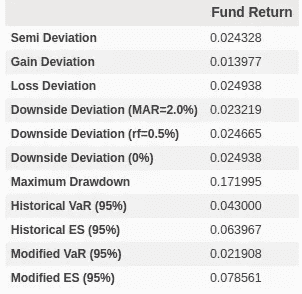 Fund Return
Semi Deviation 0.024328
Gain Deviation 0.013977
Loss Deviation 0.024938
Downside Deviation (MAR=2.0%) 0.023219
Downside Deviation (rf=0.5%) 0.024665
Downside Deviation (0%) 0.024938
Maximum Drawdown 0.171995
Historical VaR (95%) 0.043000
Historical ES (95%) 0.063967
Modified VaR (95%) 0.021908
Modified ES (95%) 0.078561